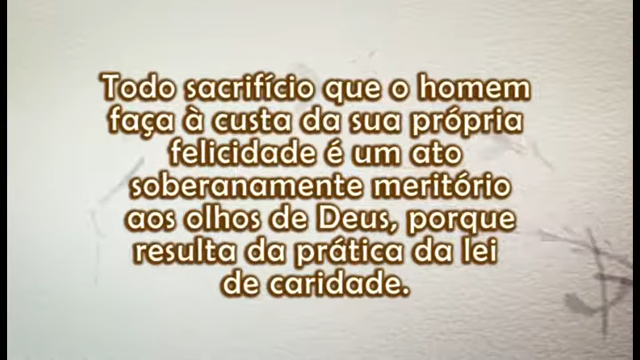 Todo sacrifício que o homem
faça à custa da sua própria
felicidade é um ato
soberanamente meritório
aos olhos de Deus, porque
resulta da prática da lei
de caridade.